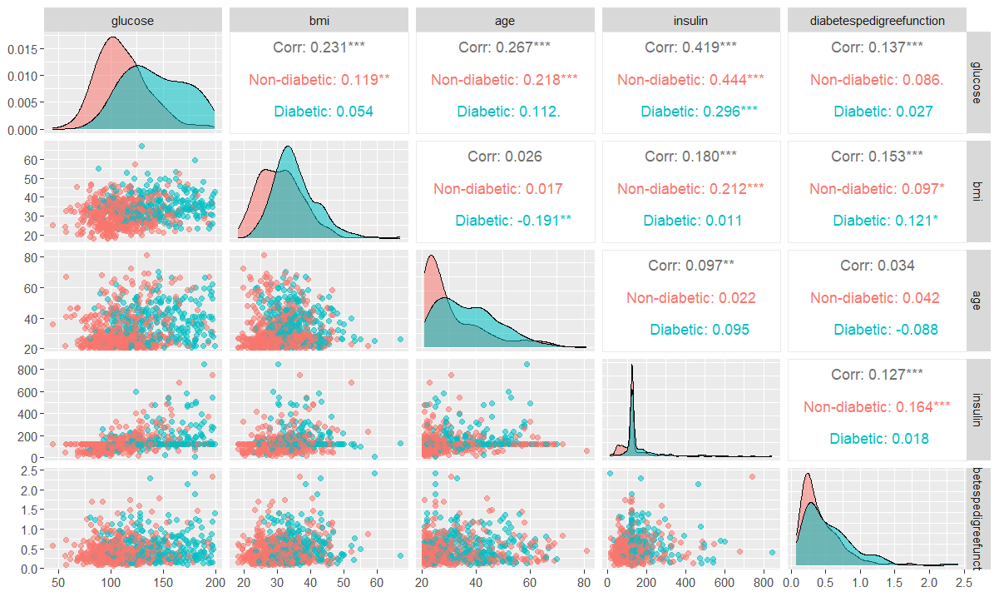 glucose bmi age insulin diabetespedigreefunction
Corr: 0.231*** Corr: 0.267*** Corr: 0.419*** Corr: 0.137***
Non-diabetic: 0.119** Non-diabetic: 0.218*** Non-diabetic: 0.444*** Non-diabetic: 0.086.
Diabetic: 0.054 Diabetic: 0.112. Diabetic: 0.296*** Diabetic: 0.027
0.015
0.010
0.005
0.000
glucose
Corr: 0.026 Corr: 0.180*** Corr: 0.153***
Non-diabetic: 0.017 Non-diabetic: 0.212*** Non-diabetic: 0.097*
Diabetic: -0.191** Diabetic: 0.011 Diabetic: 0.121*
60
50
40
30
20
bmi
Corr: 0.097** Corr: 0.034
Non-diabetic: 0.022 Non-diabetic: 0.042
Diabetic: 0.095 Diabetic: -0.088
80
60
40
20
age
Corr: 0.127***
Non-diabetic: 0.164***
Diabetic: 0.018
800
600
400
200
0
insulin
2.5
2.0
1.5
1.0
0.5
0.0
betespedigreefunct
50 100 150 200 20 30 40 50 60 20 40 60 80 0 200 400 600 800 0.0 0.5 1.0 1.5 2.0 2.5